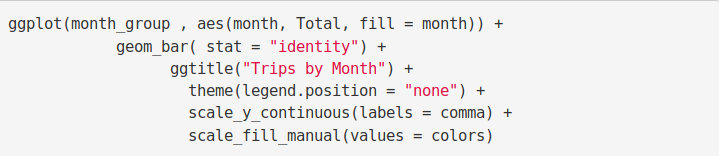 ggplot(month_group , aes(month, Total, fill = month)) +
geom_bar( stat = "identity") +
ggtitle("Trips by Month") +
theme(legend.position = "none") +
scale_y_continuous(labels = comma) +
scale_fill_manual(values = colors)